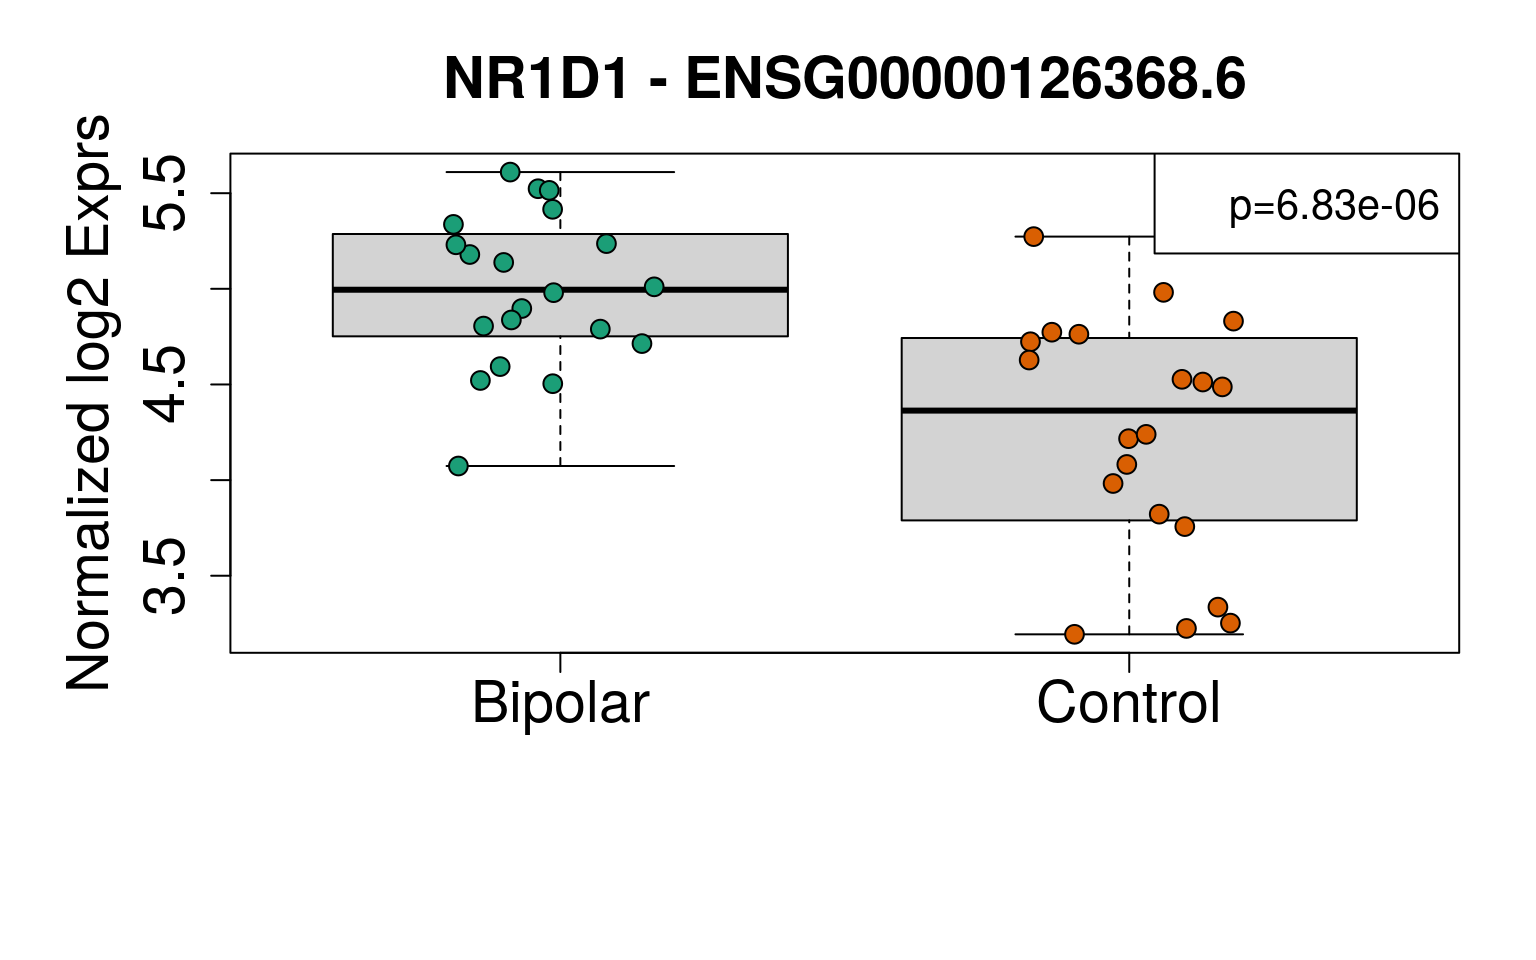 NR1D1 - ENSG00000126368.6
Normalized log2 Exprs
5.5
4.5
3.5
p=6.83e-06
Bipolar
Control